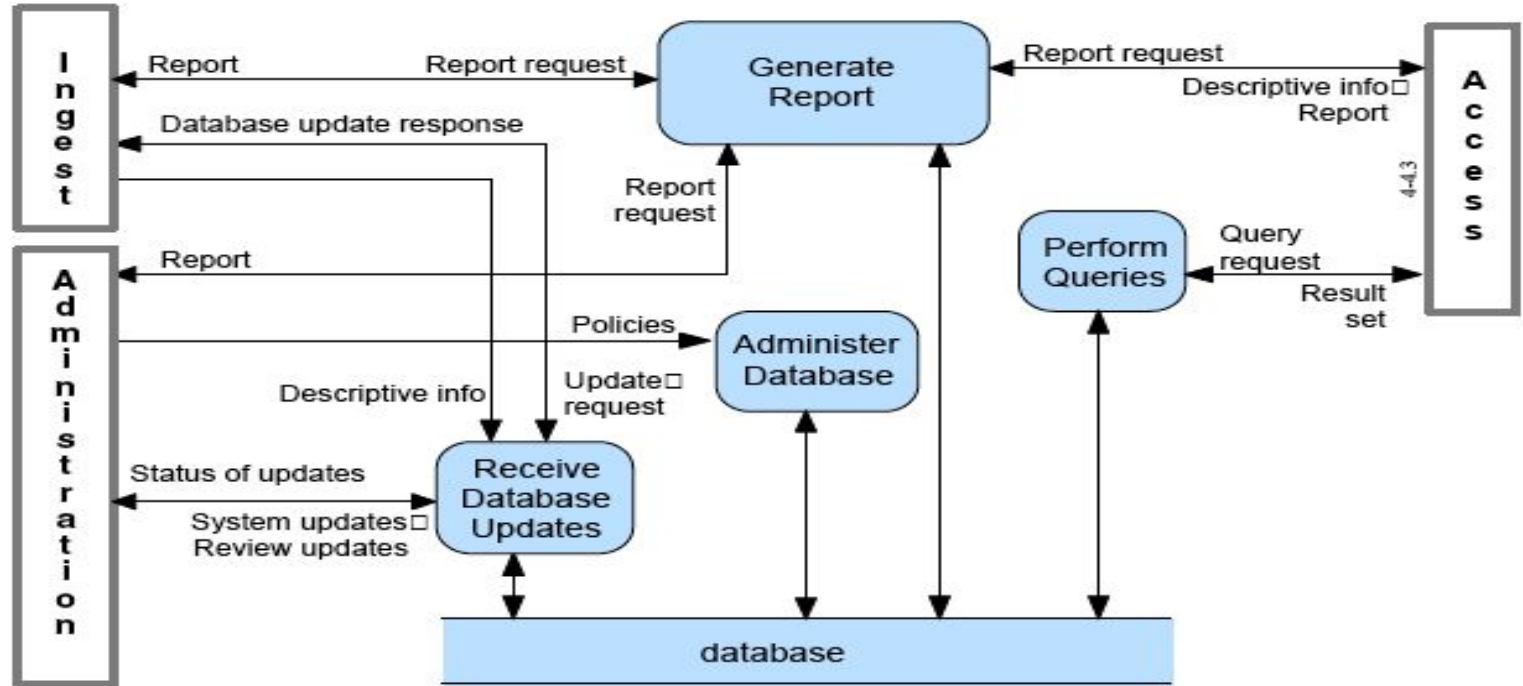 Ingest
Report
Report request
Generate
Report
Report request
Descriptive info□
Report
Access
4-4.3
Database update response
Report
request
Perform
Queries
Query
request
Result
set
Administration
Report
Policies
Administer
Database
Descriptive info
Update□
request
Status of updates
Receive
Database
Updates
System updates□
Review updates
database